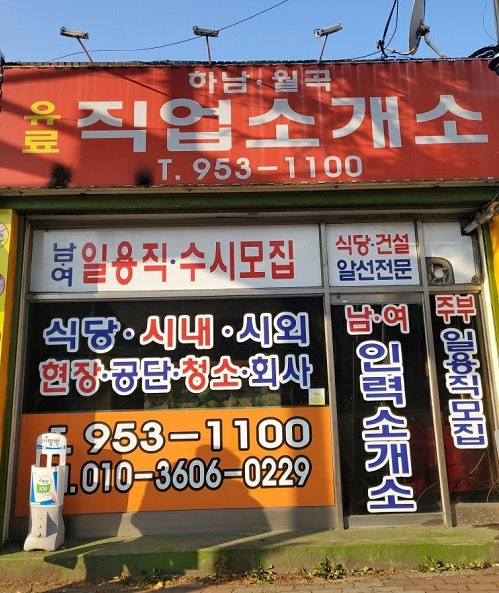 하남·월곡
유료 직업소개소
T. 953-1100
남·여 일용직·수시모집
식당·건설
알선전문
식당·시내·시외
현장·공단·청소·회사
T. 953-1100
T. 010-3606-0229
남·여
인력소개소
주부
일용직모집
사랑방